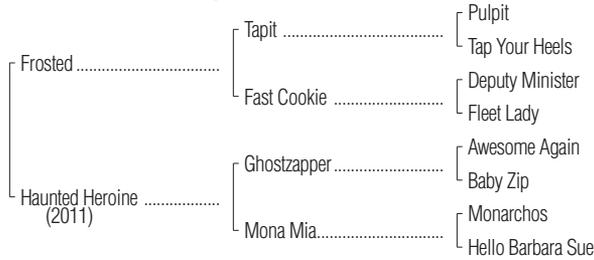 Pulpit
Tapit ........................................
Tap Your Heels
Frosted ...................................
Deputy Minister
Fast Cookie ...........................
Fleet Lady
Awesome Again
Ghostzapper ...........................
Baby Zip
Haunted Heroine ..................
(2011)
Monarchos
Mona Mia...............................
Hello Barbara Sue